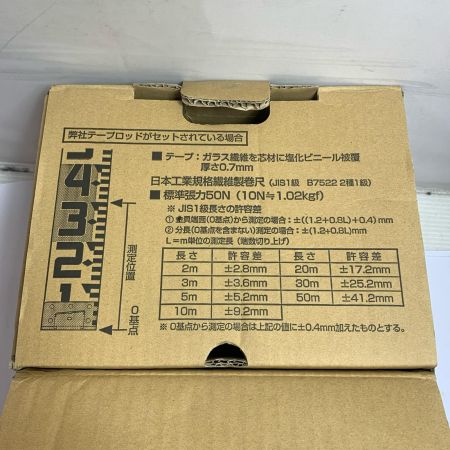 弊社テープロッドがセットされている場合
4
3
2
1
測定位置
0基点
■テープ：ガラス繊維を芯材に塩化ビニール被覆
厚さ0.7mm
日本工業規格繊維製巻尺（JIS1級 B7522 2種1級）
■標準張力50N（10N≒1.02kgf）
※JIS1級長さの許容差
①金具端面(0基点)から測定の場合：±((1.2+0.8L)+0.4)mm
②分長(0基点を含まない)測定の場合：±(1.2+0.8L)mm
L＝m単位の測定長（端数切り上げ）
長さ 許容差 長さ 許容差
2m ±2.8mm 20m ±17.2mm
3m ±3.6mm 30m ±25.2mm
5m ±5.2mm 50m ±41.2mm
10m ±9.2mm
※0基点から測定の場合は上記の値に±0.4mm加えたものとする。